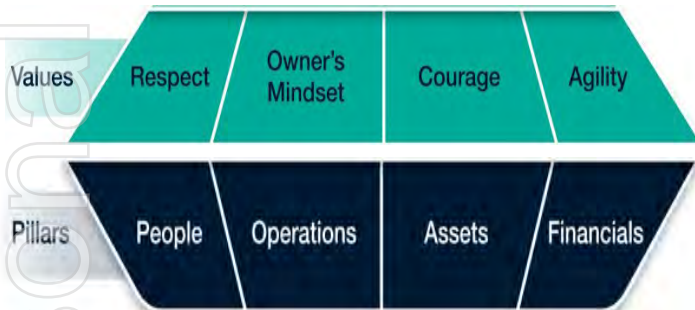 Values
Respect
Owner's
Mindset
Courage
Agility
Pillars
People
Operations
Assets
Financials